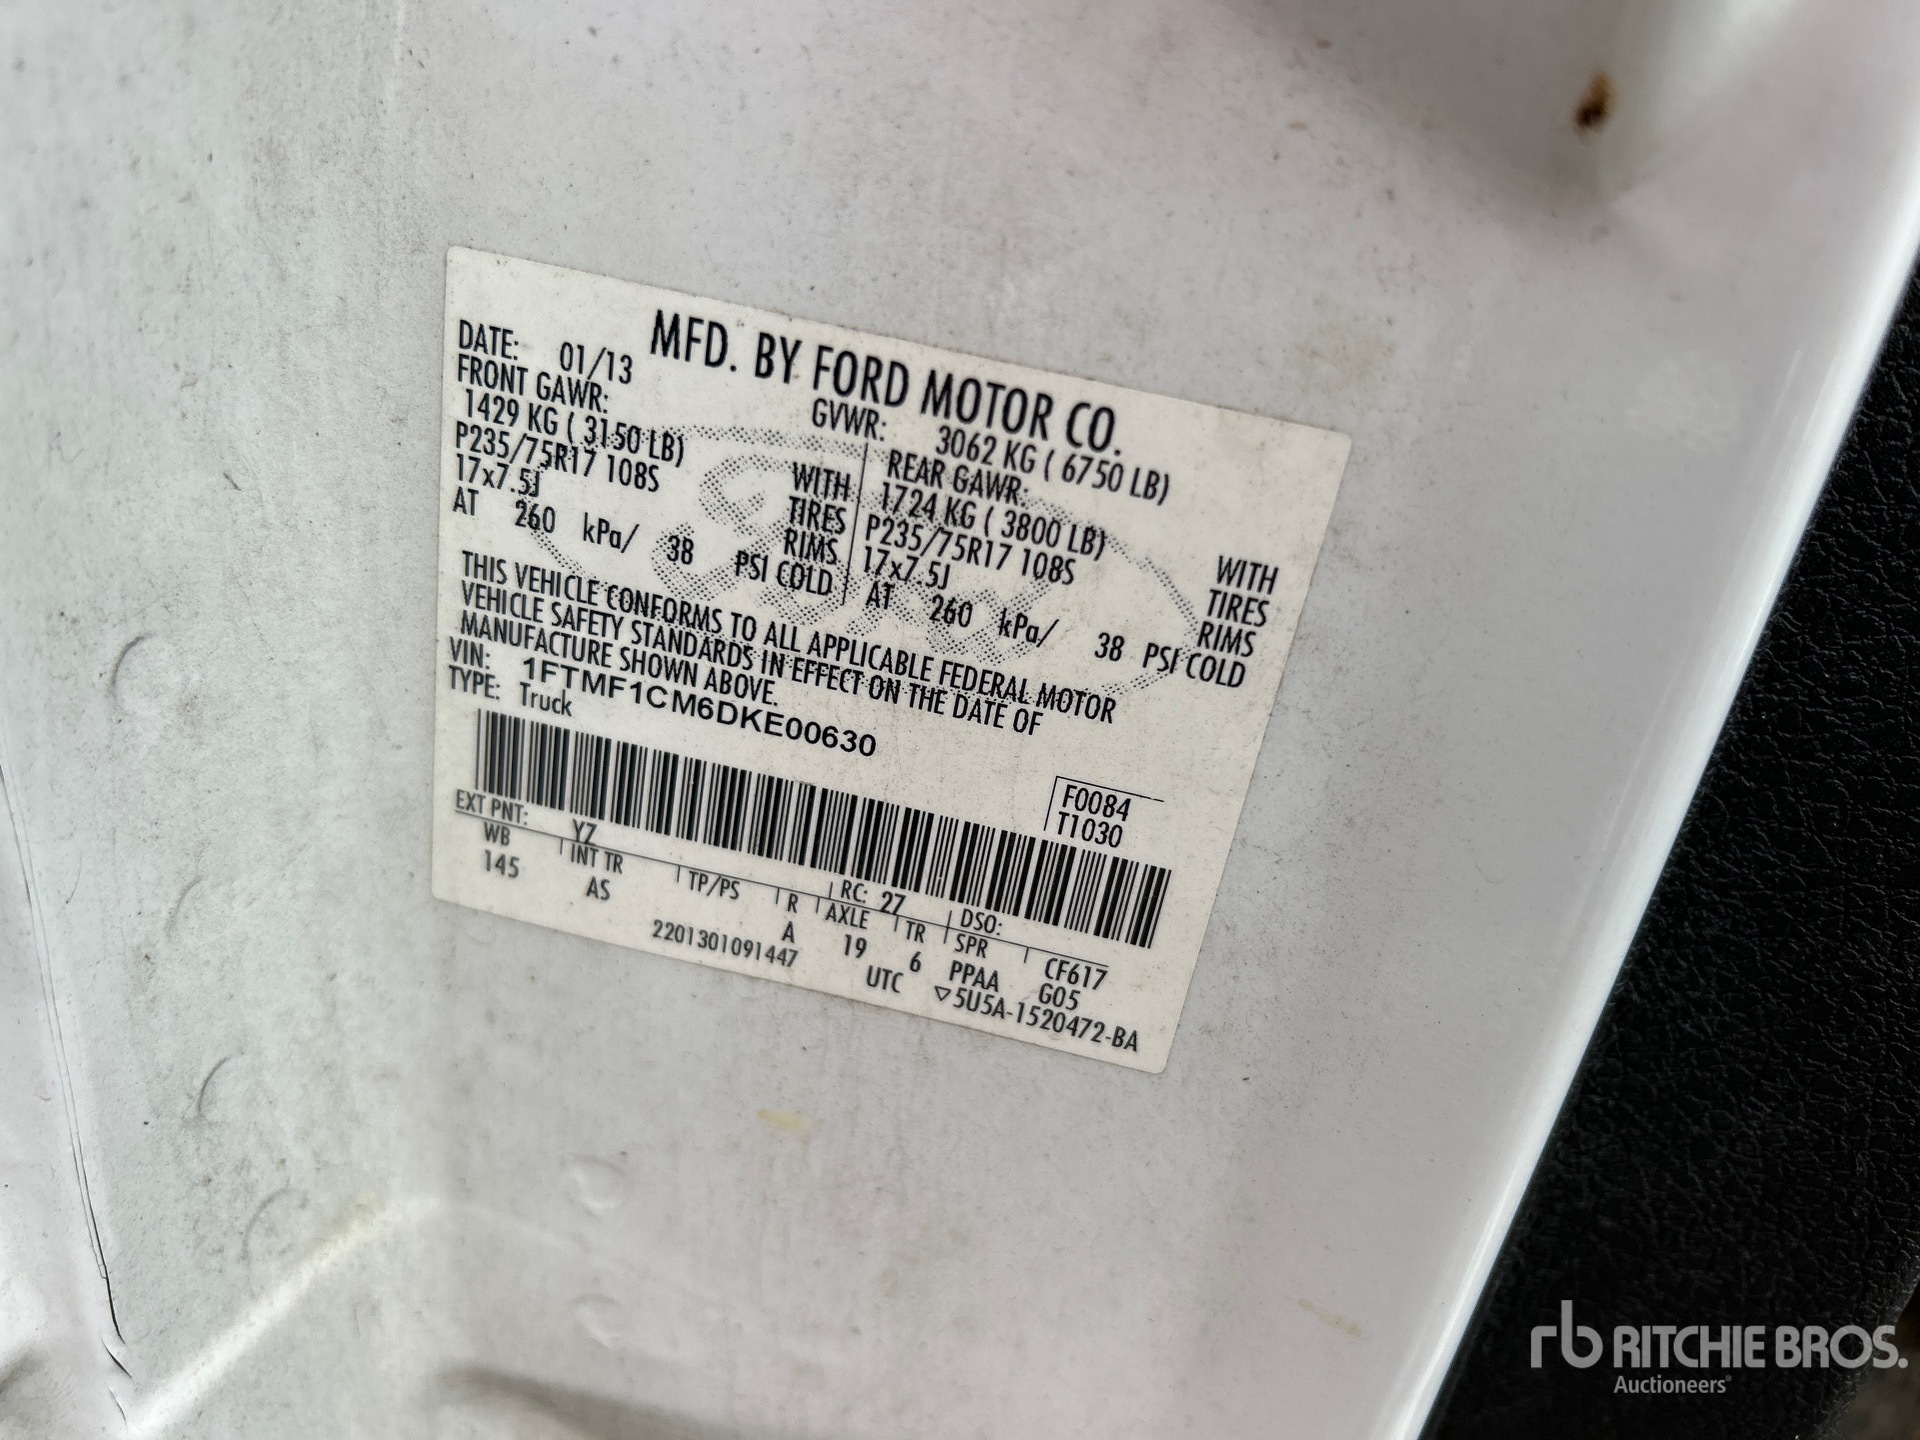 MFD. BY FORD MOTOR CO.
DATE: 01/13 GVWR: 3062 KG ( 6750 LB)
FRONT GAWR: REAR GAWR:
1429 KG ( 3150 LB) WITH 1724 KG ( 3800 LB) WITH
P235/75R17 108S TIRES P235/75R17 108S TIRES
17x7.5J RIMS 17x7.5J RIMS
AT 260 kPa/ 38 PSI COLD AT 260 kPa/ 38 PSI COLD
THIS VEHICLE CONFORMS TO ALL APPLICABLE FEDERAL MOTOR
VEHICLE SAFETY STANDARDS IN EFFECT ON THE DATE OF
MANUFACTURE SHOWN ABOVE.
VIN: 1FTMF1CM6DKE00630
TYPE: Truck
F0084
T1030
EXT PNT: YZ RC: 27 DSO:
WB INT TR TP/PS R AXLE TR SPR CF617
145 AS A 19 6 PPAA G05
2201301091447 UTC ▽5U5A-1520472-BA
rb RITCHIE BROS.
Auctioneers